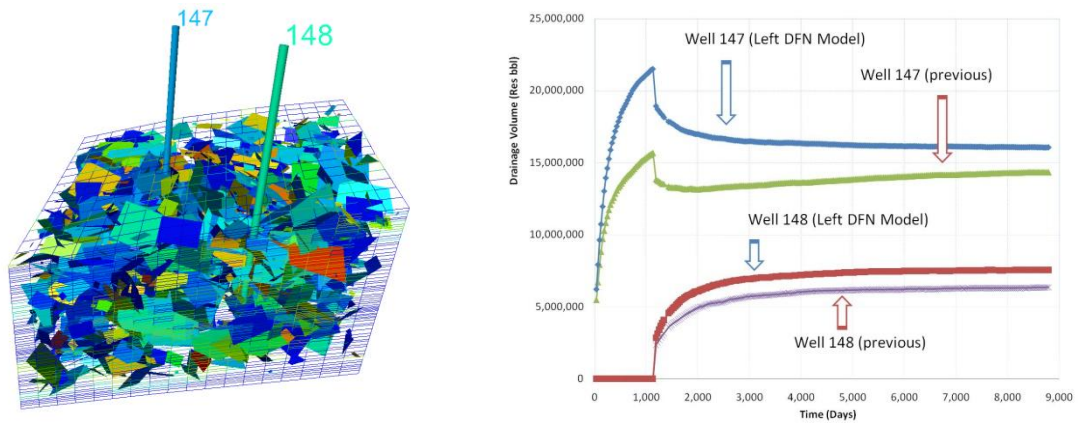 147
148
25,000,000
20,000,000
15,000,000
10,000,000
5,000,000
0
Drainage Volume (Res bbl)
Well 147 (Left DFN Model)
Well 147 (previous)
Well 148 (Left DFN Model)
Well 148 (previous)
0 1,000 2,000 3,000 4,000 5,000 6,000 7,000 8,000 9,000
Time (Days)